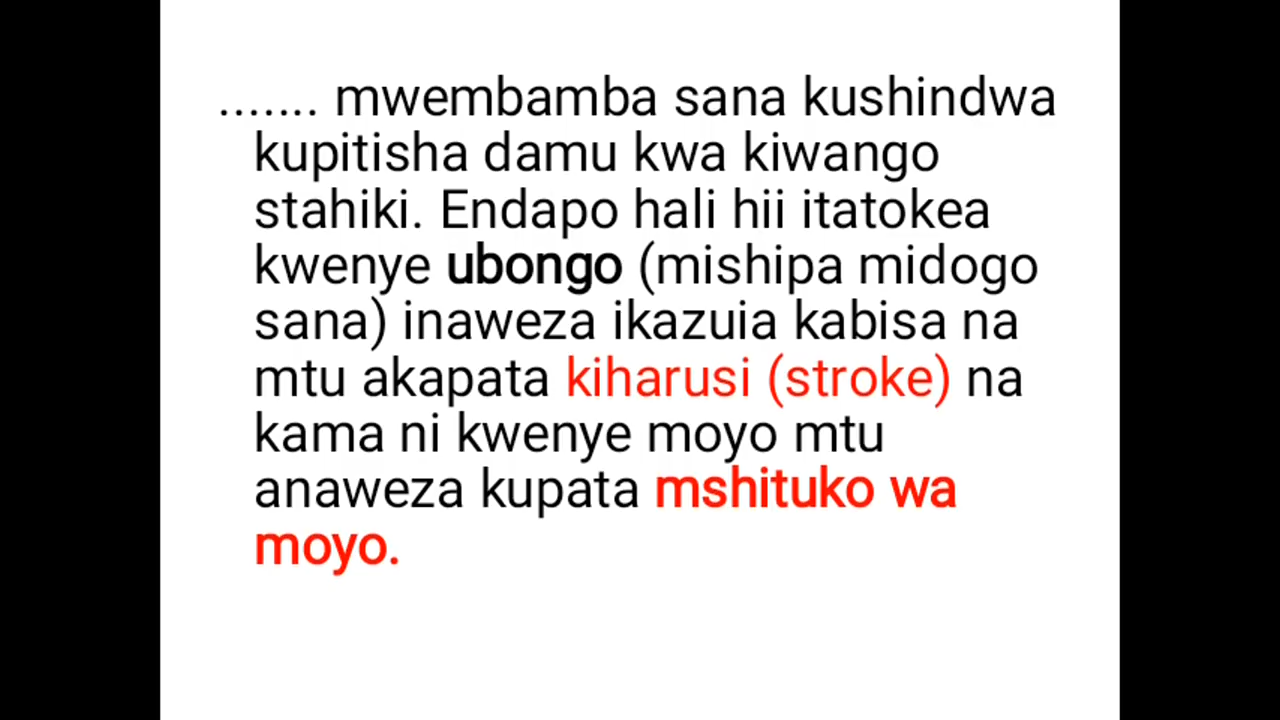 ....... mwembamba sana kushindwa
kupitisha damu kwa kiwango
stahiki. Endapo hali hii itatokea
kwenye ubongo (mishipa midogo
sana) inaweza ikazuia kabisa na
mtu akapata kiharusi (stroke) na
kama ni kwenye moyo mtu
anaweza kupata mshituko wa
moyo.